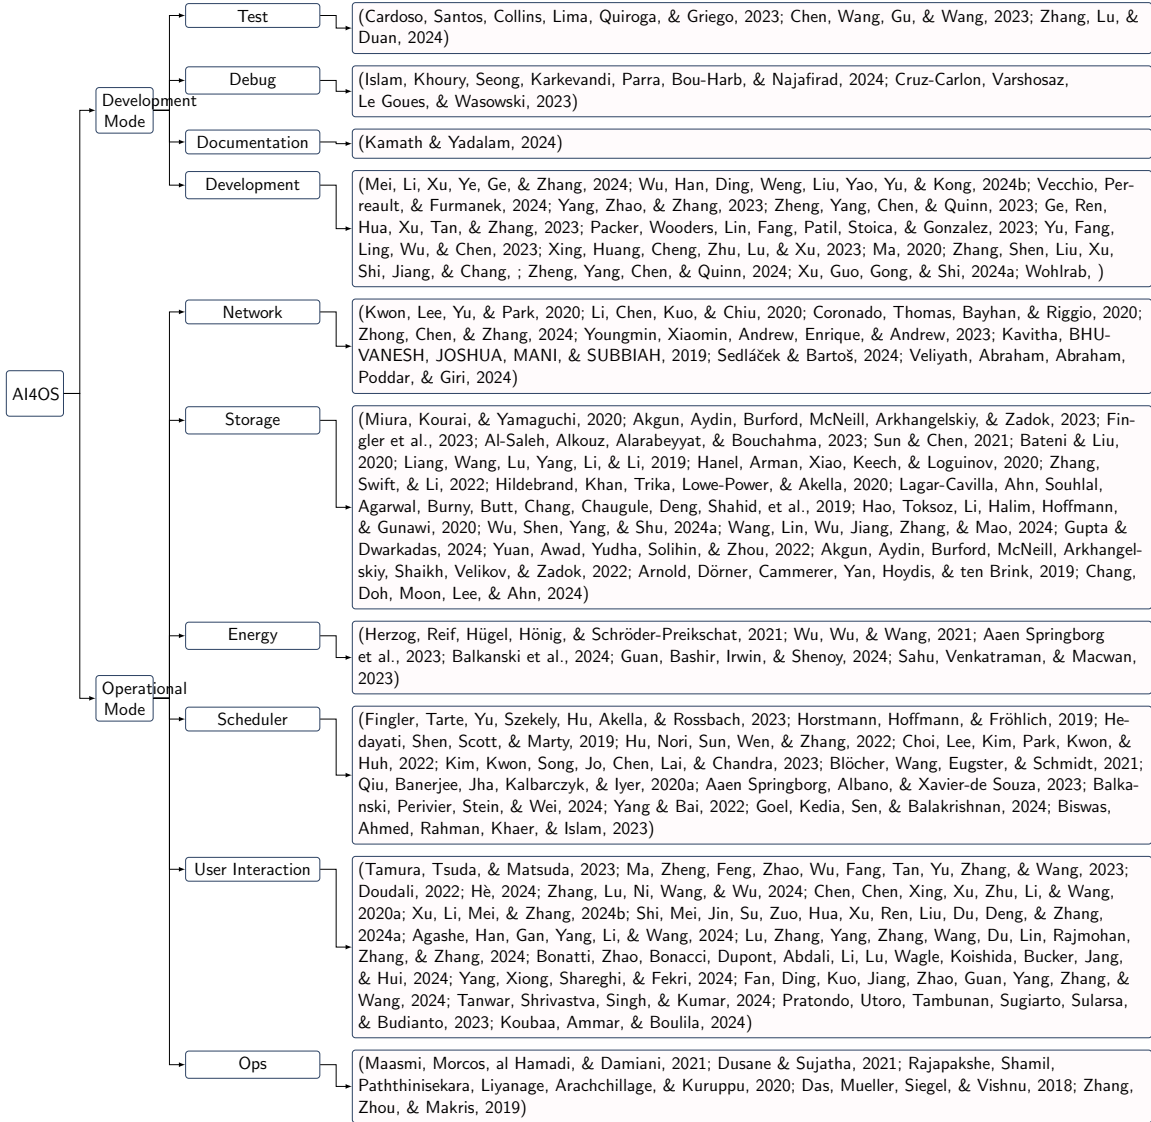 Test
(Cardoso, Santos, Collins, Lima, Quiroga, & Griego, 2023; Chen, Wang, Gu, & Wang, 2023; Zhang, Lu, &
Duan, 2024)
Debug
(Islam, Khoury, Seong, Karkevandi, Parra, Bou-Harb, & Najafirad, 2024; Cruz-Carlon, Varshosaz,
Le Goues, & Wasowski, 2023)
Development
Mode
Documentation
(Kamath & Yadalam, 2024)
Development
(Mei, Li, Xu, Ye, Ge, & Zhang, 2024; Wu, Han, Ding, Weng, Liu, Yao, Yu, & Kong, 2024b; Vecchio, Per-
reault, & Furmanek, 2024; Yang, Zhao, & Zhang, 2023; Zheng, Yang, Chen, & Quinn, 2023; Ge, Ren,
Hua, Xu, Tan, & Zhang, 2023; Packer, Wooders, Lin, Fang, Patil, Stoica, & Gonzalez, 2023; Yu, Fang,
Ling, Wu, & Chen, 2023; Xing, Huang, Cheng, Zhu, Lu, & Xu, 2023; Ma, 2020; Zhang, Shen, Liu, Xu,
Shi, Jiang, & Chang, ; Zheng, Yang, Chen, & Quinn, 2024; Xu, Guo, Gong, & Shi, 2024a; Wohlrab, )
Network
(Kwon, Lee, Yu, & Park, 2020; Li, Chen, Kuo, & Chiu, 2020; Coronado, Thomas, Bayhan, & Riggio, 2020;
Zhong, Chen, & Zhang, 2024; Youngmin, Xiaomin, Andrew, Enrique, & Andrew, 2023; Kavitha, BHU-
VANESH, JOSHUA, MANI, & SUBBIAH, 2019; Sedláček & Bartoš, 2024; Veliyath, Abraham, Abraham,
Poddar, & Giri, 2024)
AI4OS
Storage
(Miura, Kourai, & Yamaguchi, 2020; Akgun, Aydin, Burford, McNeill, Arkhangelskiy, & Zadok, 2023; Fin-
gler et al., 2023; Al-Saleh, Alkouz, Alarabeyyat, & Bouchahma, 2023; Sun & Chen, 2021; Bateni & Liu,
2020; Liang, Wang, Lu, Yang, Li, & Li, 2019; Hanel, Arman, Xiao, Keech, & Loguinov, 2020; Zhang,
Swift, & Li, 2022; Hildebrand, Khan, Trika, Lowe-Power, & Akella, 2020; Lagar-Cavilla, Ahn, Souhlal,
Agarwal, Burny, Butt, Chang, Chaugule, Deng, Shahid, et al., 2019; Hao, Toksoz, Li, Halim, Hoffmann,
& Gunawi, 2020; Wu, Shen, Yang, & Shu, 2024a; Wang, Lin, Wu, Jiang, Zhang, & Mao, 2024; Gupta &
Dwarkadas, 2024; Yuan, Awad, Yudha, Solihin, & Zhou, 2022; Akgun, Aydin, Burford, McNeill, Arkhangel-
skiy, Shaikh, Velikov, & Zadok, 2022; Arnold, Dörner, Cammerer, Yan, Hoydis, & ten Brink, 2019; Chang,
Doh, Moon, Lee, & Ahn, 2024)
Energy
(Herzog, Reif, Hügel, Hönig, & Schröder-Preikschat, 2021; Wu, Wu, & Wang, 2021; Aaen Springborg
et al., 2023; Balkanski et al., 2024; Guan, Bashir, Irwin, & Shenoy, 2024; Sahu, Venkatraman, & Macwan,
2023)
Operational
Mode
Scheduler
(Fingler, Tarte, Yu, Szekely, Hu, Akella, & Rossbach, 2023; Horstmann, Hoffmann, & Fröhlich, 2019; He-
dayati, Shen, Scott, & Marty, 2019; Hu, Nori, Sun, Wen, & Zhang, 2022; Choi, Lee, Kim, Park, Kwon, &
Huh, 2022; Kim, Kwon, Song, Jo, Chen, Lai, & Chandra, 2023; Blöcher, Wang, Eugster, & Schmidt, 2021;
Qiu, Banerjee, Jha, Kalbarczyk, & Iyer, 2020a; Aaen Springborg, Albano, & Xavier-de Souza, 2023; Balka-
nski, Perivier, Stein, & Wei, 2024; Yang & Bai, 2022; Goel, Kedia, Sen, & Balakrishnan, 2024; Biswas,
Ahmed, Rahman, Khaer, & Islam, 2023)
User Interaction
(Tamura, Tsuda, & Matsuda, 2023; Ma, Zheng, Feng, Zhao, Wu, Fang, Tan, Yu, Zhang, & Wang, 2023;
Doudali, 2022; Hè, 2024; Zhang, Lu, Ni, Wang, & Wu, 2024; Chen, Chen, Xing, Xu, Zhu, Li, & Wang,
2020a; Xu, Li, Mei, & Zhang, 2024b; Shi, Mei, Jin, Su, Zuo, Hua, Xu, Ren, Liu, Du, Deng, & Zhang,
2024a; Agashe, Han, Gan, Yang, Li, & Wang, 2024; Lu, Zhang, Yang, Zhang, Wang, Du, Lin, Rajmohan,
Zhang, & Zhang, 2024; Bonatti, Zhao, Bonacci, Dupont, Abdali, Li, Lu, Wagle, Koishida, Bucker, Jang,
& Hui, 2024; Yang, Xiong, Shareghi, & Fekri, 2024; Fan, Ding, Kuo, Jiang, Zhao, Guan, Yang, Zhang, &
Wang, 2024; Tanwar, Shrivastva, Singh, & Kumar, 2024; Pratondo, Utoro, Tambunan, Sugiarto, Sularsa,
& Budianto, 2023; Koubaa, Ammar, & Boulila, 2024)
Ops
(Maasmi, Morcos, al Hamadi, & Damiani, 2021; Dusane & Sujatha, 2021; Rajapakshe, Shamil,
Paththinisekara, Liyanage, Arachchillage, & Kuruppu, 2020; Das, Mueller, Siegel, & Vishnu, 2018; Zhang,
Zhou, & Makris, 2019)